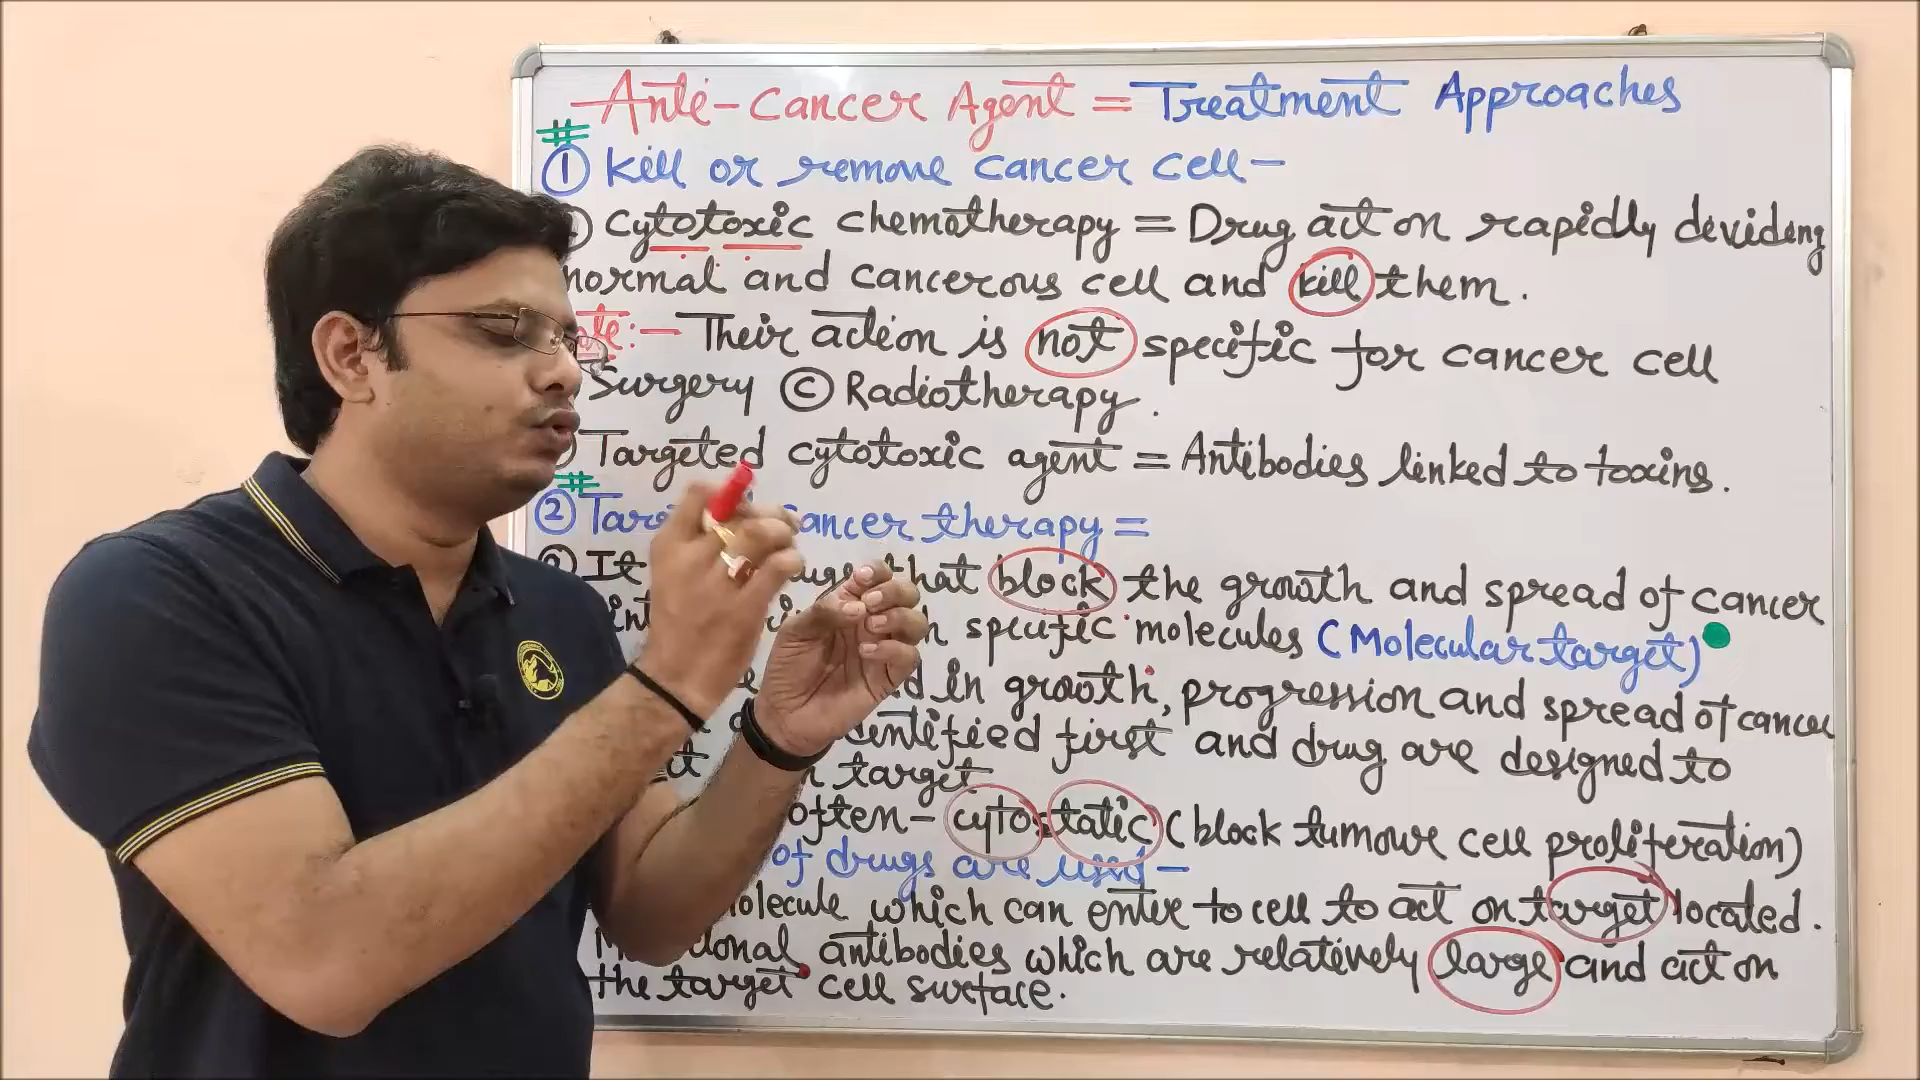 Anti-Cancer Agent = Treatment Approaches
# ① Kill or remove cancer cell -
Cytotoxic chemotherapy = Drug act on rapidly deviding
normal and cancerous cell and kill them.
:- Their action is not specific for cancer cell
Surgery © Radiotherapy.
Targeted cytotoxic agent = Antibodies linked to toxins.
# ② cancer therapy =
It that block the growth and spread of cancer
specific molecules (Molecular target)
in growth, progression and spread of cancer
identified first and drug are designed to
target
often - cytostatic (block tumour cell proliferation)
of drugs are used -
molecule which can enter to cell to act on target located.
antibodies which are relatively large and act on
the target cell surface.